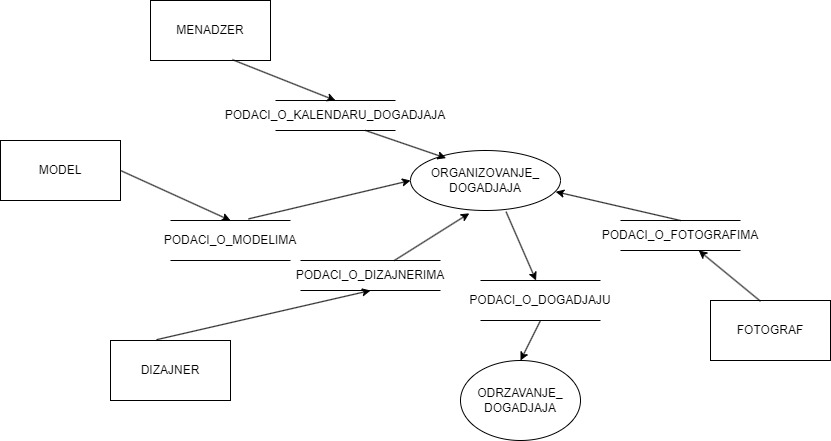 MENADZER
PODACI_O_KALENDARU_DOGADJAJA
MODEL
ORGANIZOVANJE_
DOGADJAJA
PODACI_O_MODELIMA
PODACI_O_FOTOGRAFIMA
PODACI_O_DIZAJNERIMA
PODACI_O_DOGADJAJU
FOTOGRAF
DIZAJNER
ODRZAVANJE_
DOGADJAJA